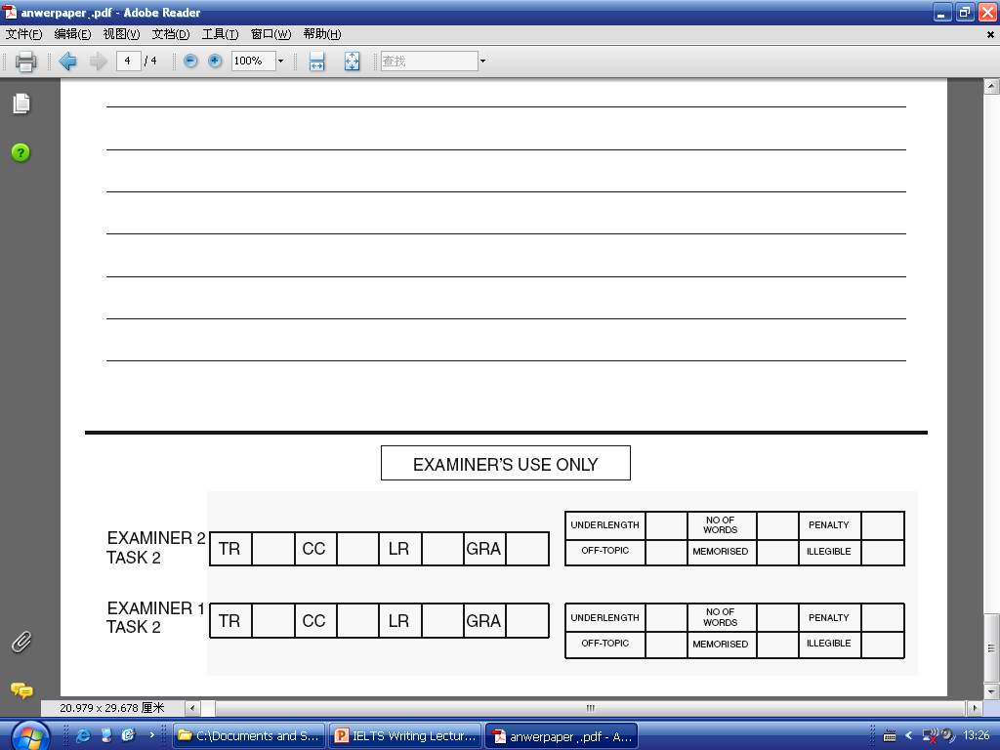 anwerpaper_.pdf - Adobe Reader
文件(F) 编辑(E) 视图(V) 文档(D) 工具(T) 窗口(W) 帮助(H)
4 / 4 100% 查找
EXAMINER'S USE ONLY
EXAMINER 2
TASK 2
TR CC LR GRA
UNDERLENGTH NO OF WORDS PENALTY
OFF-TOPIC MEMORISED ILLEGIBLE
EXAMINER 1
TASK 2
TR CC LR GRA
UNDERLENGTH NO OF WORDS PENALTY
OFF-TOPIC MEMORISED ILLEGIBLE
20.979 x 29.678 厘米
C:\Documents and S... IELTS Writing Lectur... anwerpaper_.pdf - A... 13:26